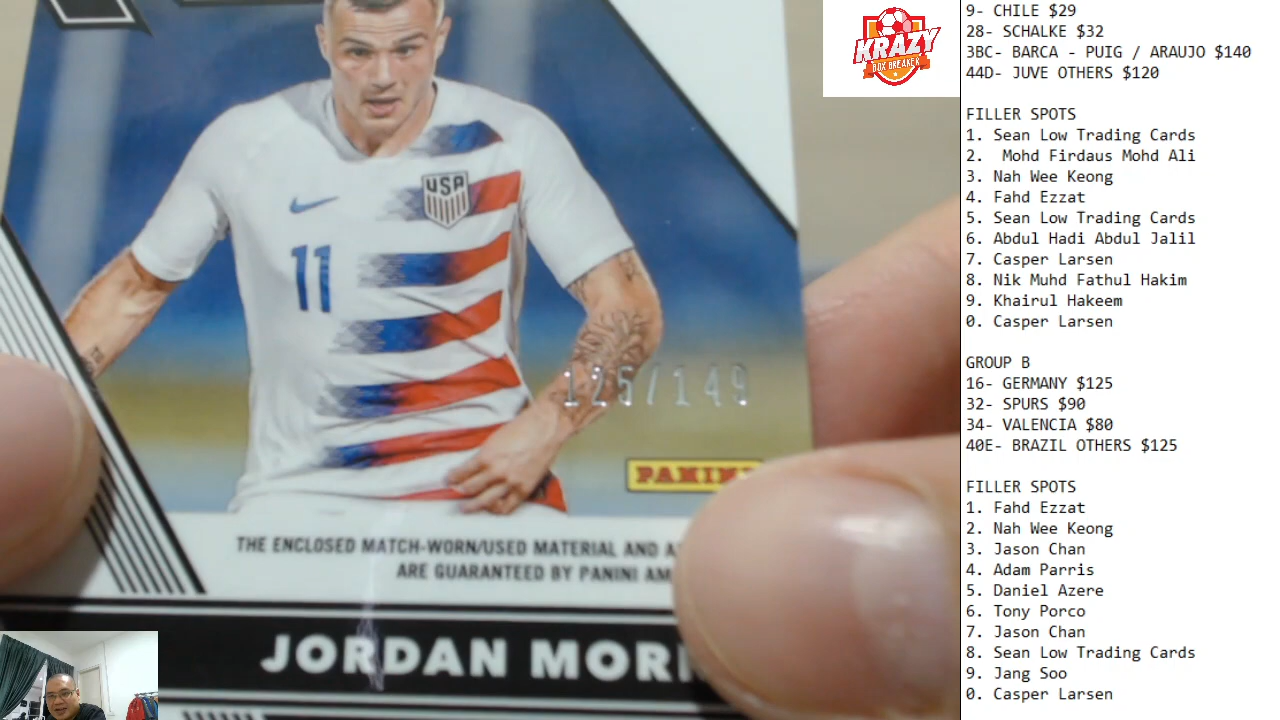 USA
11
125/149
PANINI
THE ENCLOSED MATCH-WORN/USED MATERIAL AND
ARE GUARANTEED BY PANINI
JORDAN
KRAZY
BOX BREAKER
9- CHILE $29
28- SCHALKE $32
3BC- BARCA - PUIG / ARAUJO $140
44D- JUVE OTHERS $120
FILLER SPOTS
1. Sean Low Trading Cards
2. Mohd Firdaus Mohd Ali
3. Nah Wee Keong
4. Fahd Ezzat
5. Sean Low Trading Cards
6. Abdul Hadi Abdul Jalil
7. Casper Larsen
8. Nik Muhd Fathul Hakim
9. Khairul Hakeem
0. Casper Larsen
GROUP B
16- GERMANY $125
32- SPURS $90
34- VALENCIA $80
40E- BRAZIL OTHERS $125
FILLER SPOTS
1. Fahd Ezzat
2. Nah Wee Keong
3. Jason Chan
4. Adam Parris
5. Daniel Azere
6. Tony Porco
7. Jason Chan
8. Sean Low Trading Cards
9. Jang Soo
0. Casper Larsen